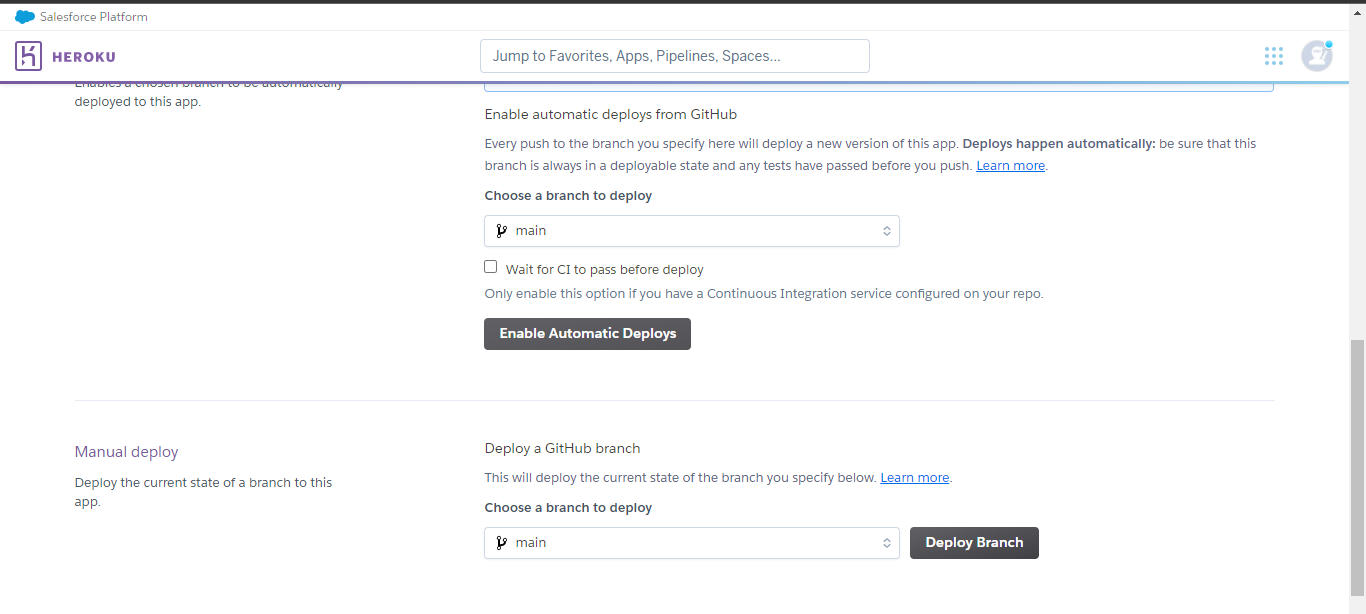 Salesforce Platform
HEROKU
Jump to Favorites, Apps, Pipelines, Spaces...
Enables a chosen branch to be automatically
deployed to this app.
Enable automatic deploys from GitHub
Every push to the branch you specify here will deploy a new version of this app. Deploys happen automatically: be sure that this
branch is always in a deployable state and any tests have passed before you push. Learn more.
Choose a branch to deploy
main
Wait for CI to pass before deploy
Only enable this option if you have a Continuous Integration service configured on your repo.
Enable Automatic Deploys
Manual deploy
Deploy the current state of a branch to this
app.
Deploy a GitHub branch
This will deploy the current state of the branch you specify below. Learn more.
Choose a branch to deploy
main
Deploy Branch